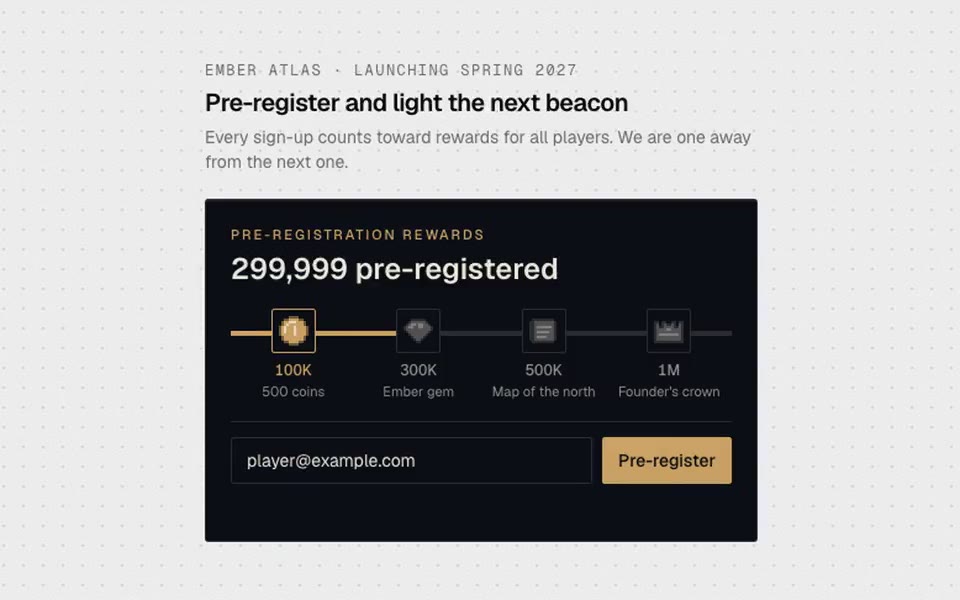 EMBER ATLAS · LAUNCHING SPRING 2027
Pre-register and light the next beacon
Every sign-up counts toward rewards for all players. We are one away
from the next one.
PRE-REGISTRATION REWARDS
299,999 pre-registered
100K
300K
500K
1M
500 coins
Ember gem
Map of the north
Founder's crown
player@example.com
Pre-register